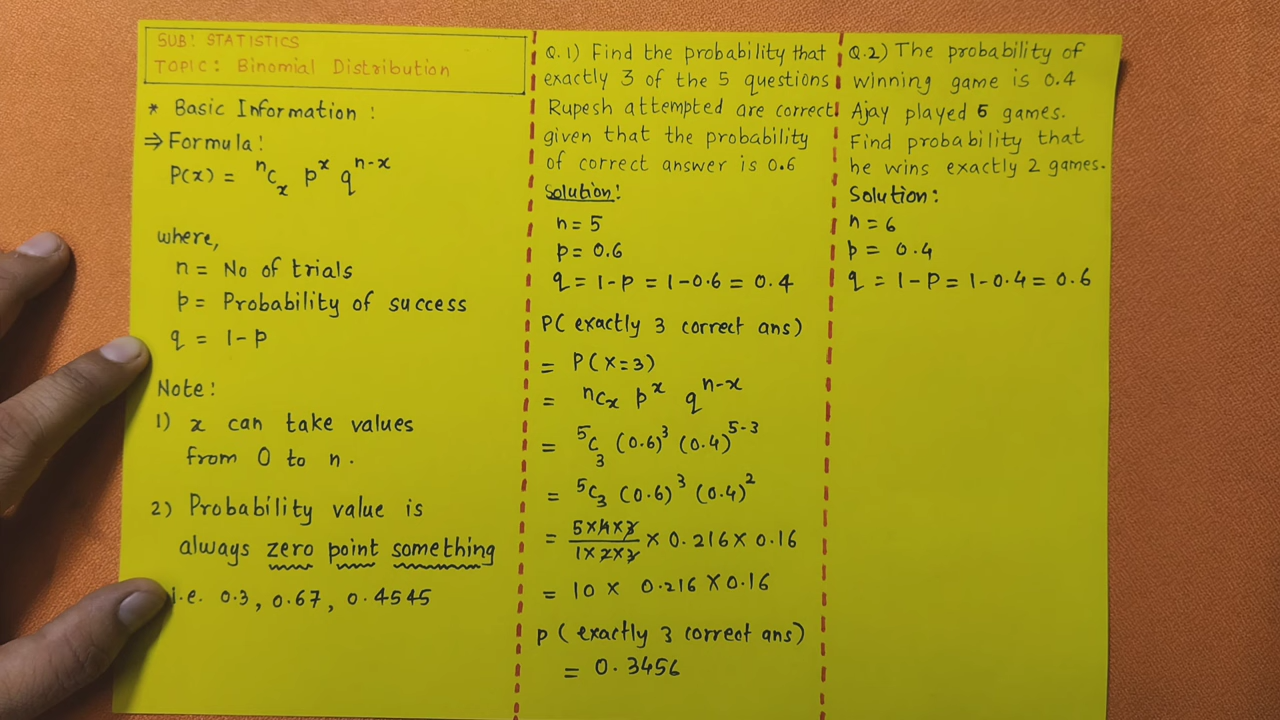 SUB: STATISTICS
TOPIC: Binomial Distribution
* Basic Information :
⇒ Formula:
P(x) = ⁿCₓ pˣ qⁿ⁻ˣ
where,
n = No of trials
p = Probability of success
q = 1-p
Note:
1) x can take values
from 0 to n.
2) Probability value is
always zero point something
i.e. 0.3, 0.67, 0.4545
Q.1) Find the probability that
exactly 3 of the 5 questions
Rupesh attempted are correct
given that the probability
of correct answer is 0.6
Solution:
n = 5
p = 0.6
q = 1-p = 1-0.6 = 0.4
P( exactly 3 correct ans)
= P(x=3)
= ⁿCₓ pˣ qⁿ⁻ˣ
= ⁵C₃ (0.6)³ (0.4)⁵⁻³
= ⁵C₃ (0.6)³ (0.4)²
= 5×4×3 / 1×2×3 × 0.216 × 0.16
= 10 × 0.216 × 0.16
p ( exactly 3 correct ans)
= 0.3456
Q.2) The probability of
winning game is 0.4
Ajay played 6 games.
Find probability that
he wins exactly 2 games.
Solution:
n = 6
p = 0.4
q = 1-P = 1-0.4 = 0.6